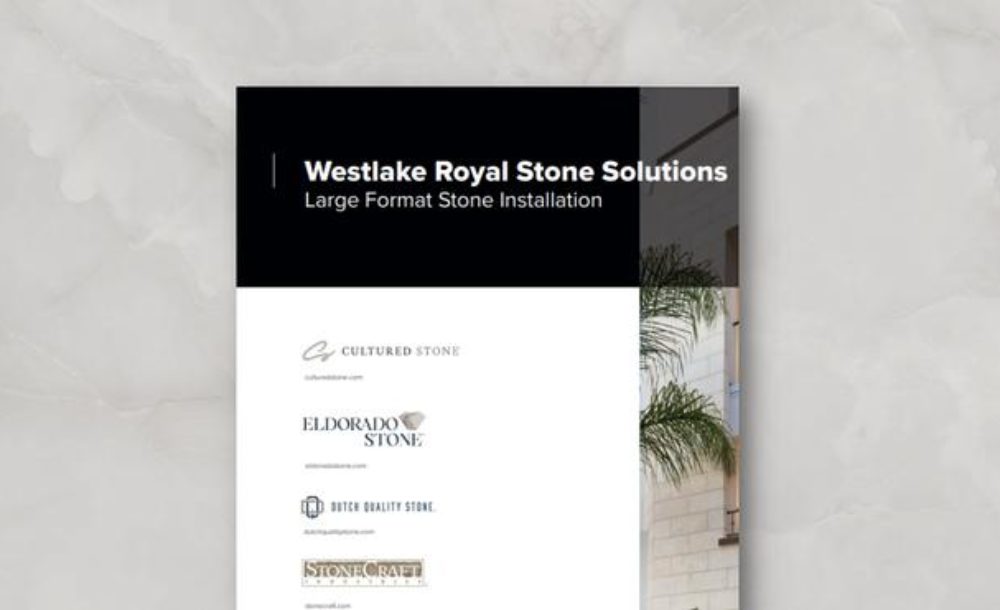 Westlake Royal Stone Solutions
Large Format Stone Installation
CULTURED STONE
culturedstone.com
ELDORADO
STONE
eldoradostone.com
DUTCH QUALITY STONE.
dutchqualitystone.com
STONECRAFT
stonecraft.com